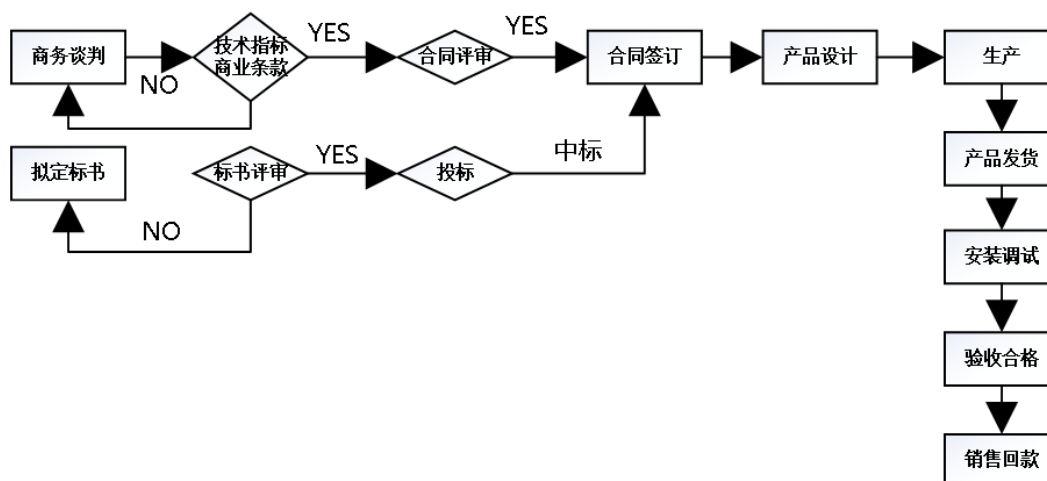 商务谈判
NO
技术指标
商业条款
YES
合同评审
YES
合同签订
产品设计
生产
拟定标书
NO
标书评审
YES
投标
中标
产品发货
安装调试
验收合格
销售回款